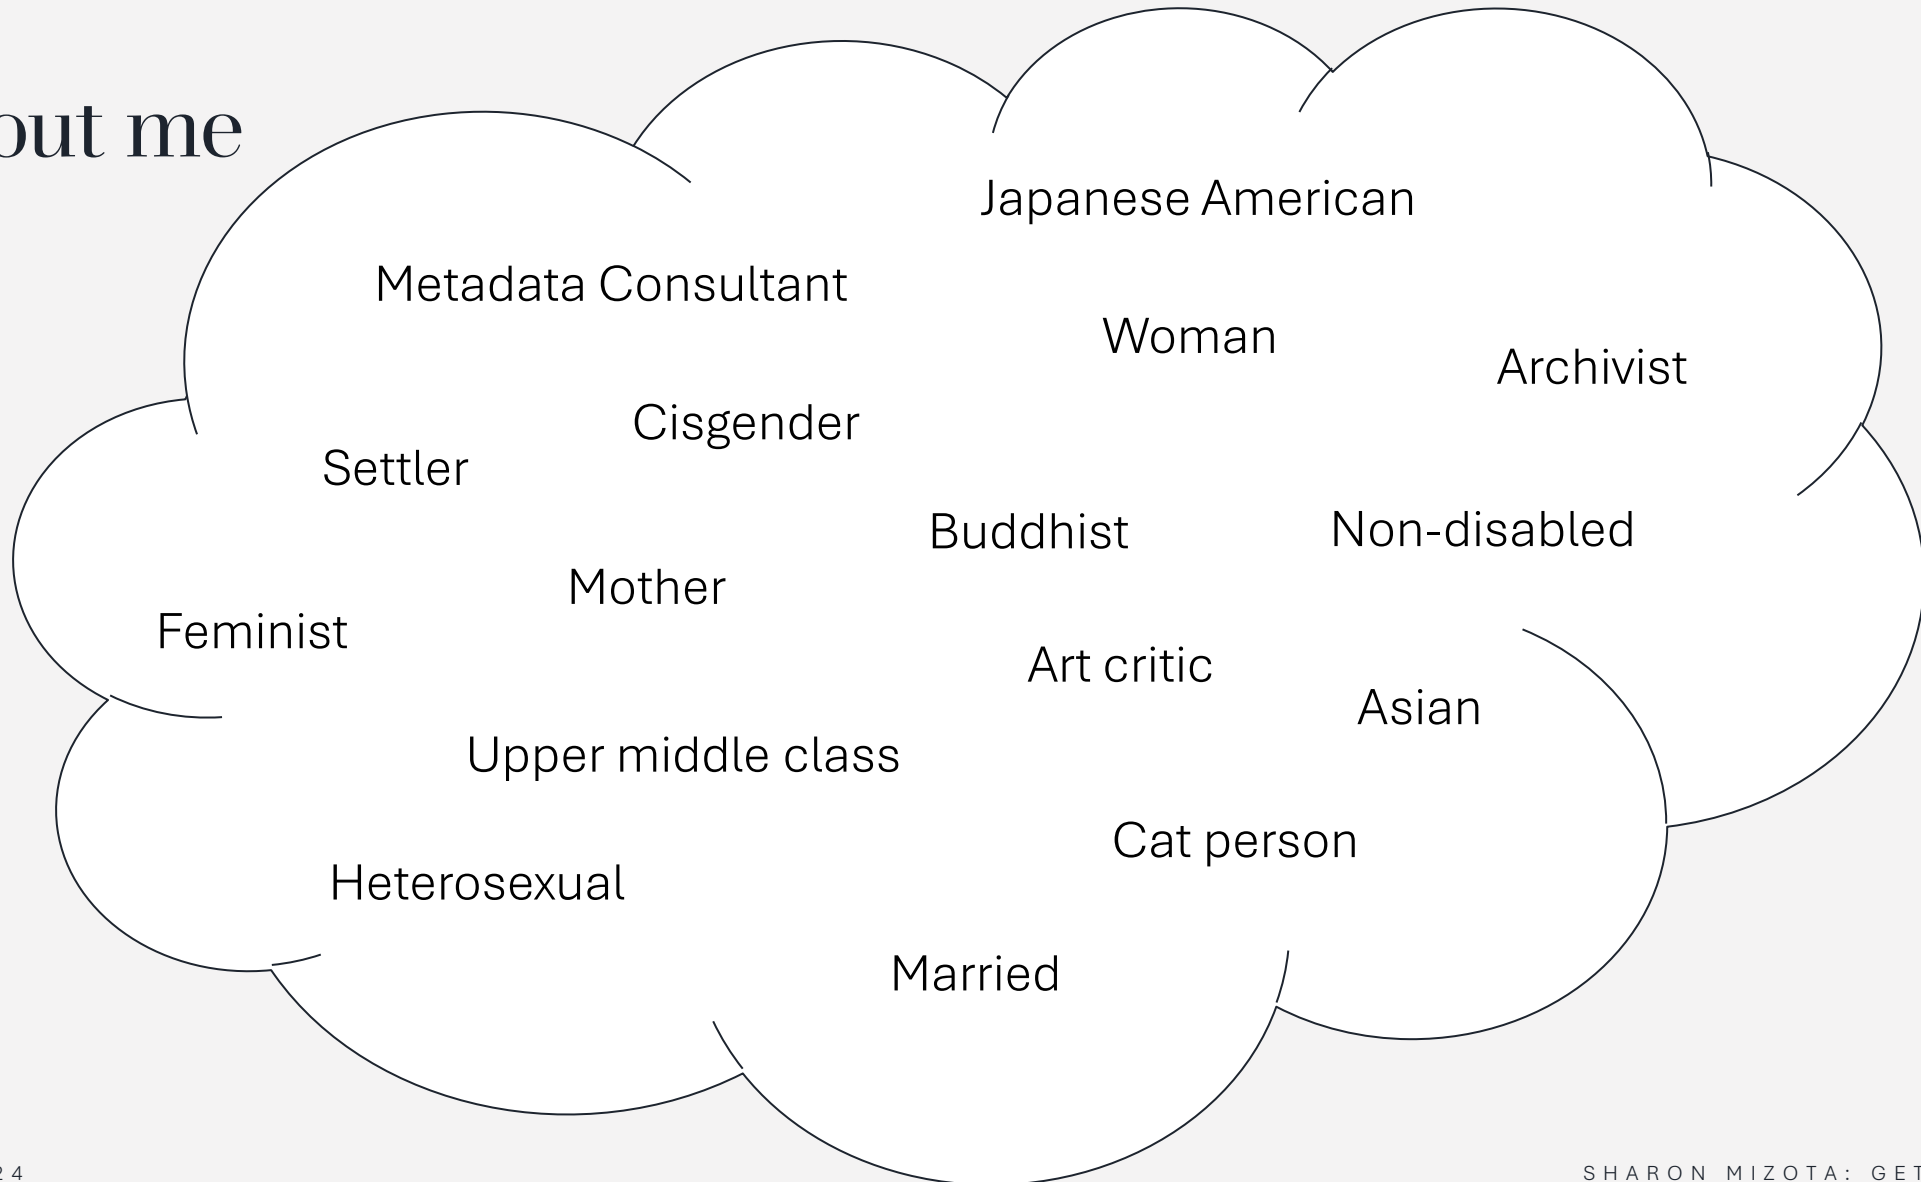 out me
Japanese American
Metadata Consultant
Woman
Archivist
Cisgender
Settler
Buddhist
Non-disabled
Mother
Feminist
Art critic
Asian
Upper middle class
Cat person
Heterosexual
Married
24
SHARON MIZOTA: GET